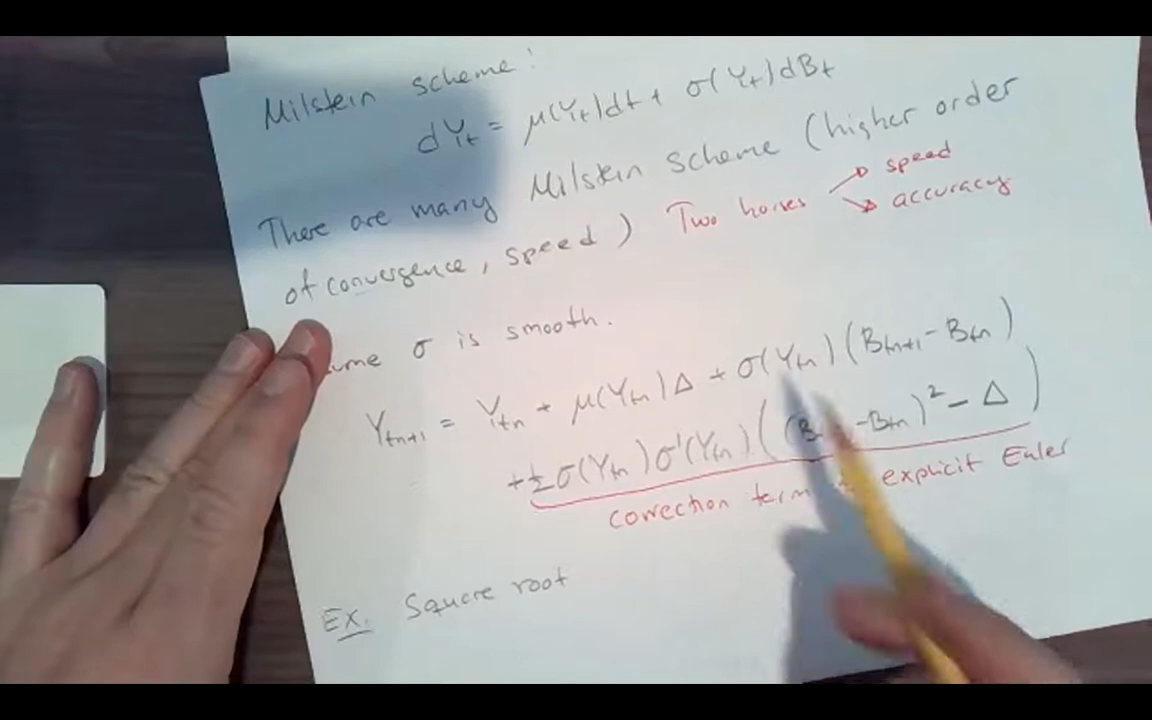 Milstein scheme:
dYt = μ(Yt)dt + σ(Yt)dBt
There are many Milstein scheme (higher order
of convergence, speed) Two horses → speed
→ accuracy
σ is smooth.
Ytn+1 = Ytn + μ(Ytn)Δ + σ(Ytn)(Btn+1 - Btn)
+ ½σ(Ytn)σ'(Ytn)((B -Btn)² - Δ)
correction term explicit Euler
Ex. Square root